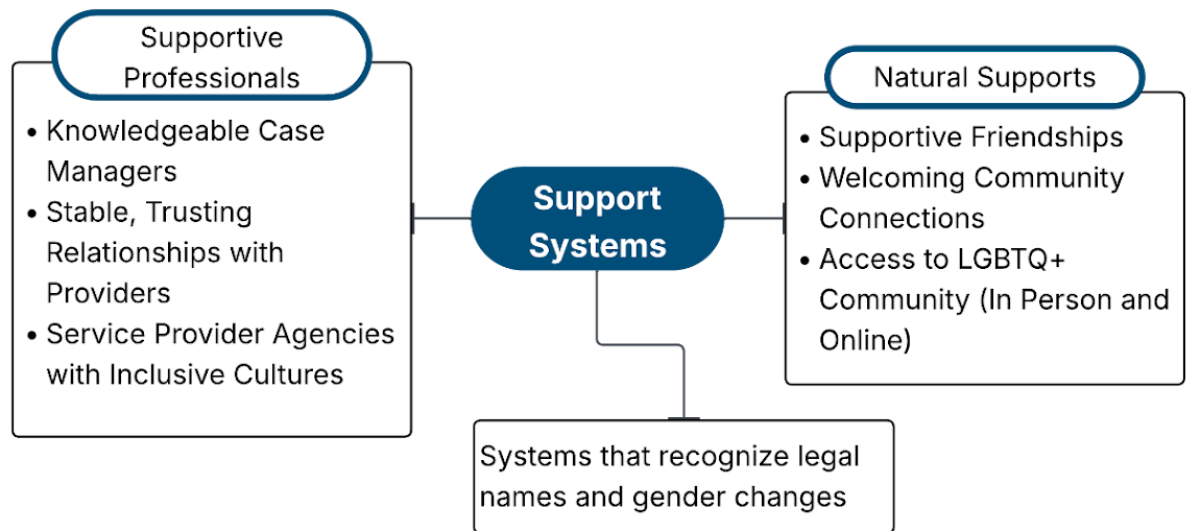 Supportive
Professionals
• Knowledgeable Case
Managers
• Stable, Trusting
Relationships with
Providers
• Service Provider Agencies
with Inclusive Cultures
Support
Systems
Natural Supports
• Supportive Friendships
• Welcoming Community
Connections
• Access to LGBTQ+
Community (In Person and
Online)
Systems that recognize legal
names and gender changes